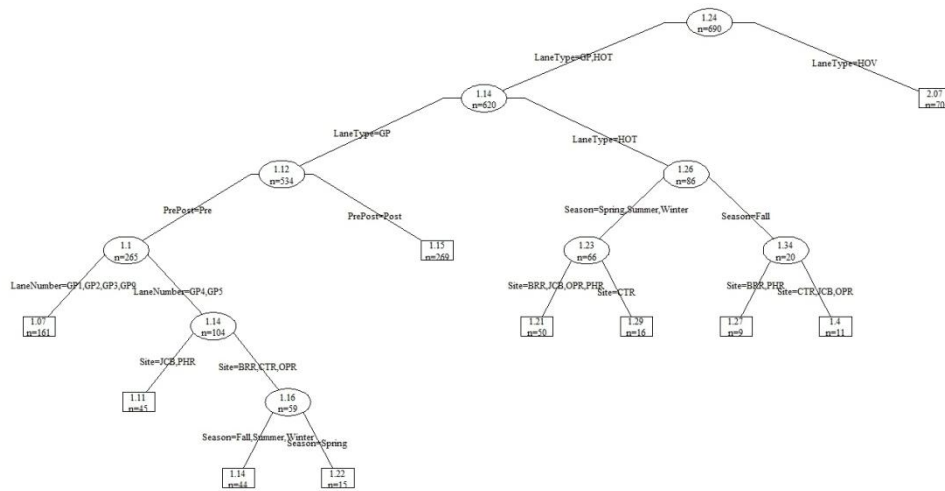 1.24
n=690
LaneType=GP,HOT
LaneType=HOV
1.14
n=620
2.07
n=70
LaneType=GP
LaneType=HOT
1.12
n=534
1.26
n=86
PrePost=Pre
PrePost=Post
Season=Spring,Summer,Winter
Season=Fall
1.1
n=265
1.15
n=269
1.23
n=66
1.34
n=20
LaneNumber=GP1,GP2,GP3,GP9
LaneNumber=GP4,GP5
Site=BRR,JCB,OPR,PHR
Site=CTR
Site=BRR,PHR
Site=CTR,JCB,OPR
1.07
n=161
1.14
n=104
1.21
n=50
1.29
n=16
1.27
n=9
1.4
n=11
Site=JCB,PHR
Site=BRR,CTR,OPR
1.11
n=45
1.16
n=59
Season=Fall,Summer,Winter
Season=Spring
1.14
n=44
1.22
n=15